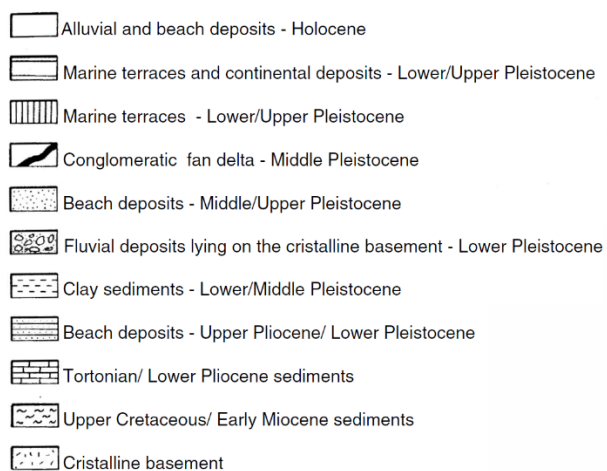 Alluvial and beach deposits - Holocene
Marine terraces and continental deposits - Lower/Upper Pleistocene
Marine terraces - Lower/Upper Pleistocene
Conglomeratic fan delta - Middle Pleistocene
Beach deposits - Middle/Upper Pleistocene
Fluvial deposits lying on the cristalline basement - Lower Pleistocene
Clay sediments - Lower/Middle Pleistocene
Beach deposits - Upper Pliocene/ Lower Pleistocene
Tortonian/ Lower Pliocene sediments
Upper Cretaceous/ Early Miocene sediments
Cristalline basement